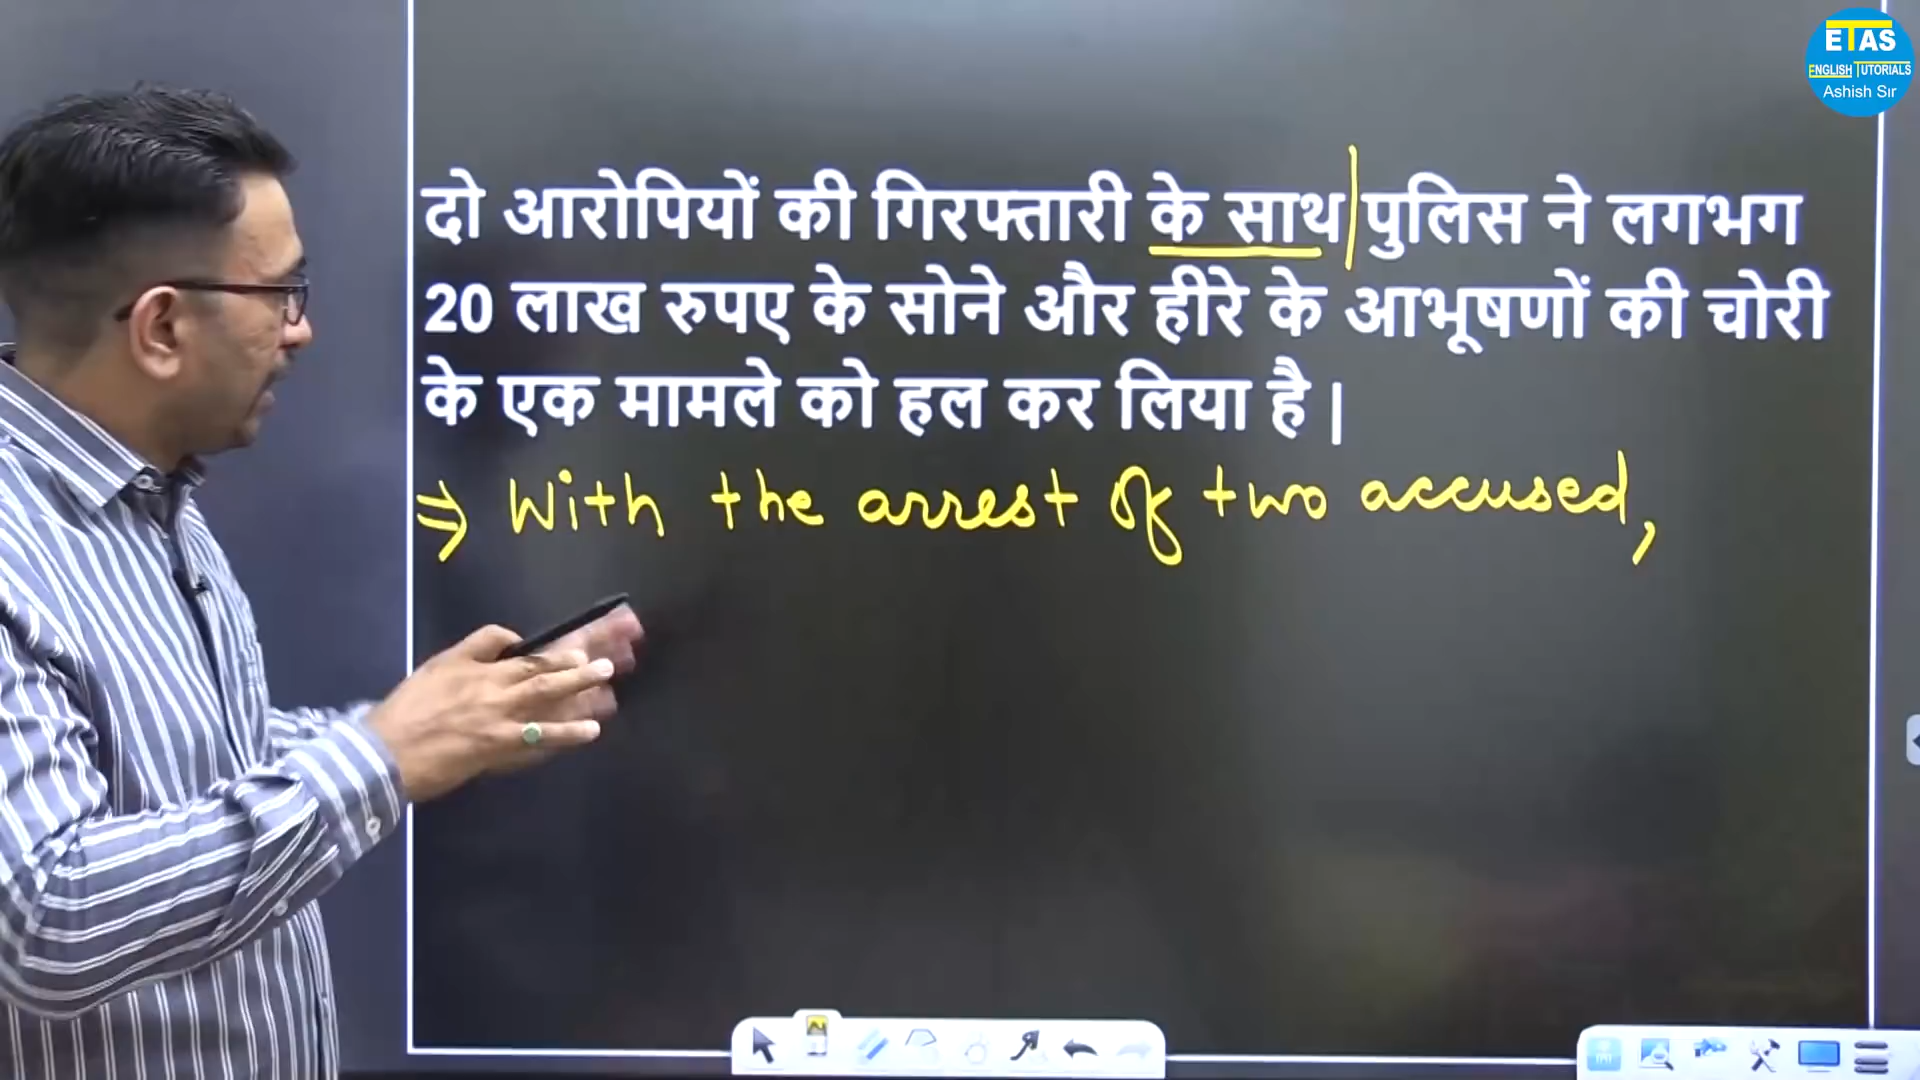 ETAS
ENGLISH TUTORIALS
Ashish Sir
दो आरोपियों की गिरफ्तारी के साथ पुलिस ने लगभग
20 लाख रुपए के सोने और हीरे के आभूषणों की चोरी
के एक मामले को हल कर लिया है |
⇒ With the arrest of two accused,